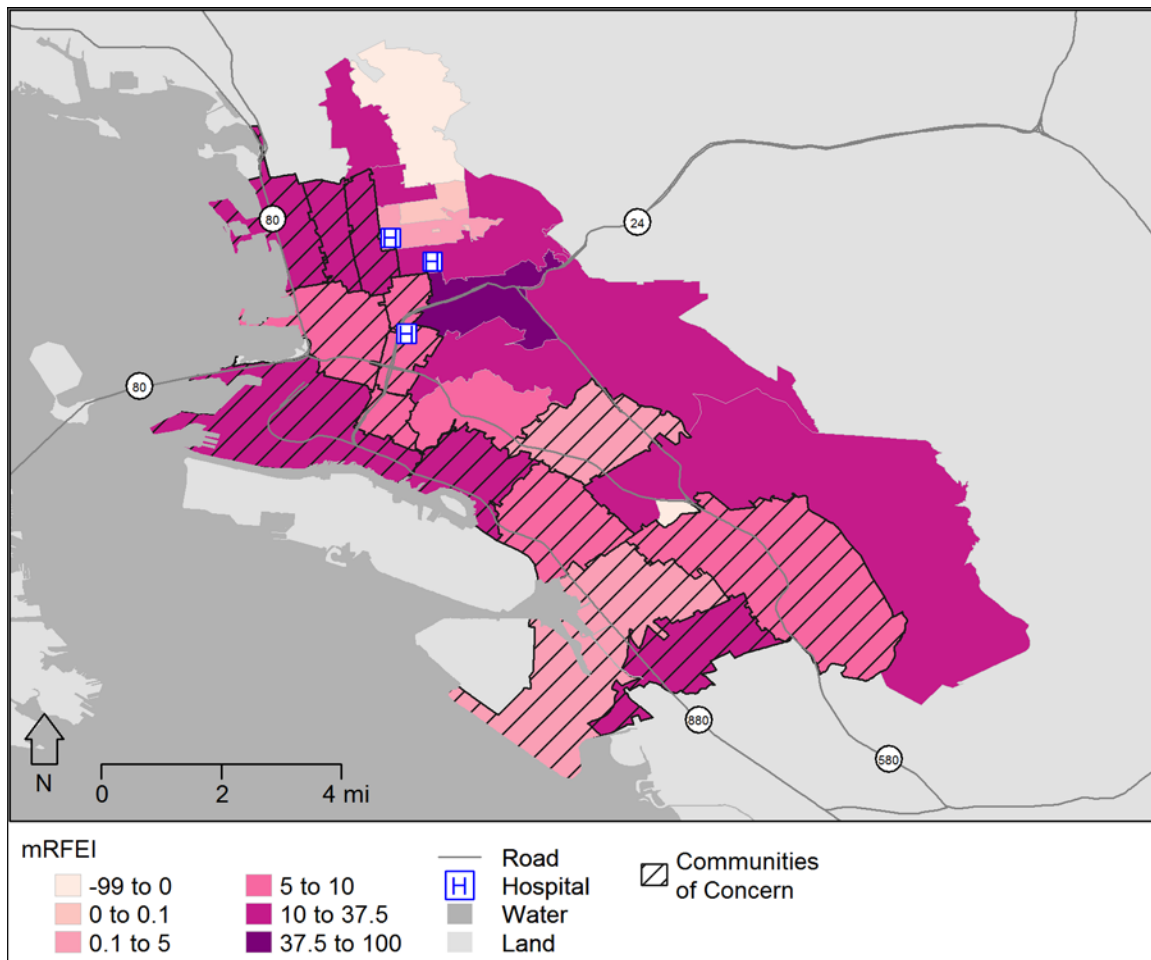 80
24
80
880
580
N
0 2 4 mi
mRFEI
-99 to 0
0 to 0.1
0.1 to 5
5 to 10
10 to 37.5
37.5 to 100
Road
H Hospital
Water
Land
Communities
of Concern
H
H
H